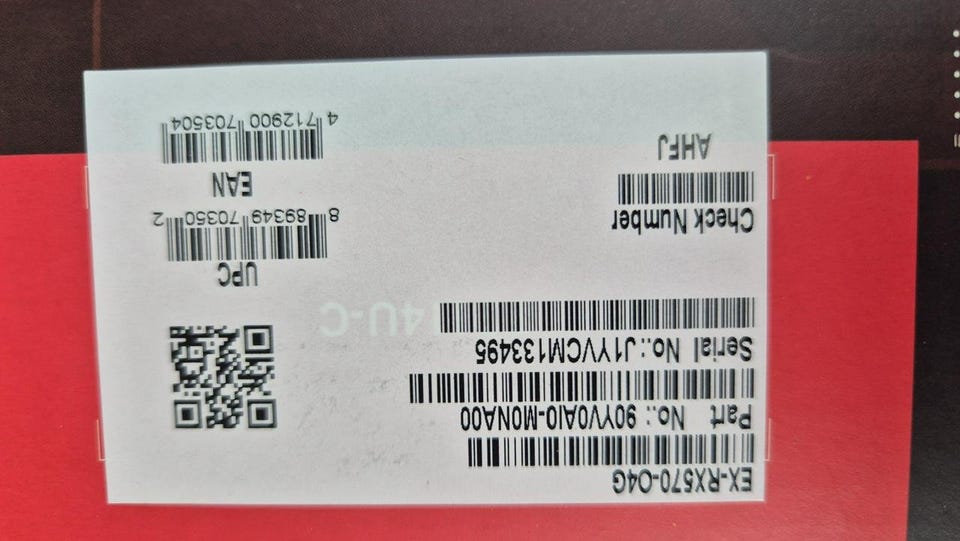 EX-RX570-O4G
Part No.: 90YV0AI0-M0NA00
Serial No.: J1YVCM133495
UPC
8 89349 70350 2
Check Number
EAN
AHFJ
4 712900 703504
14U-C